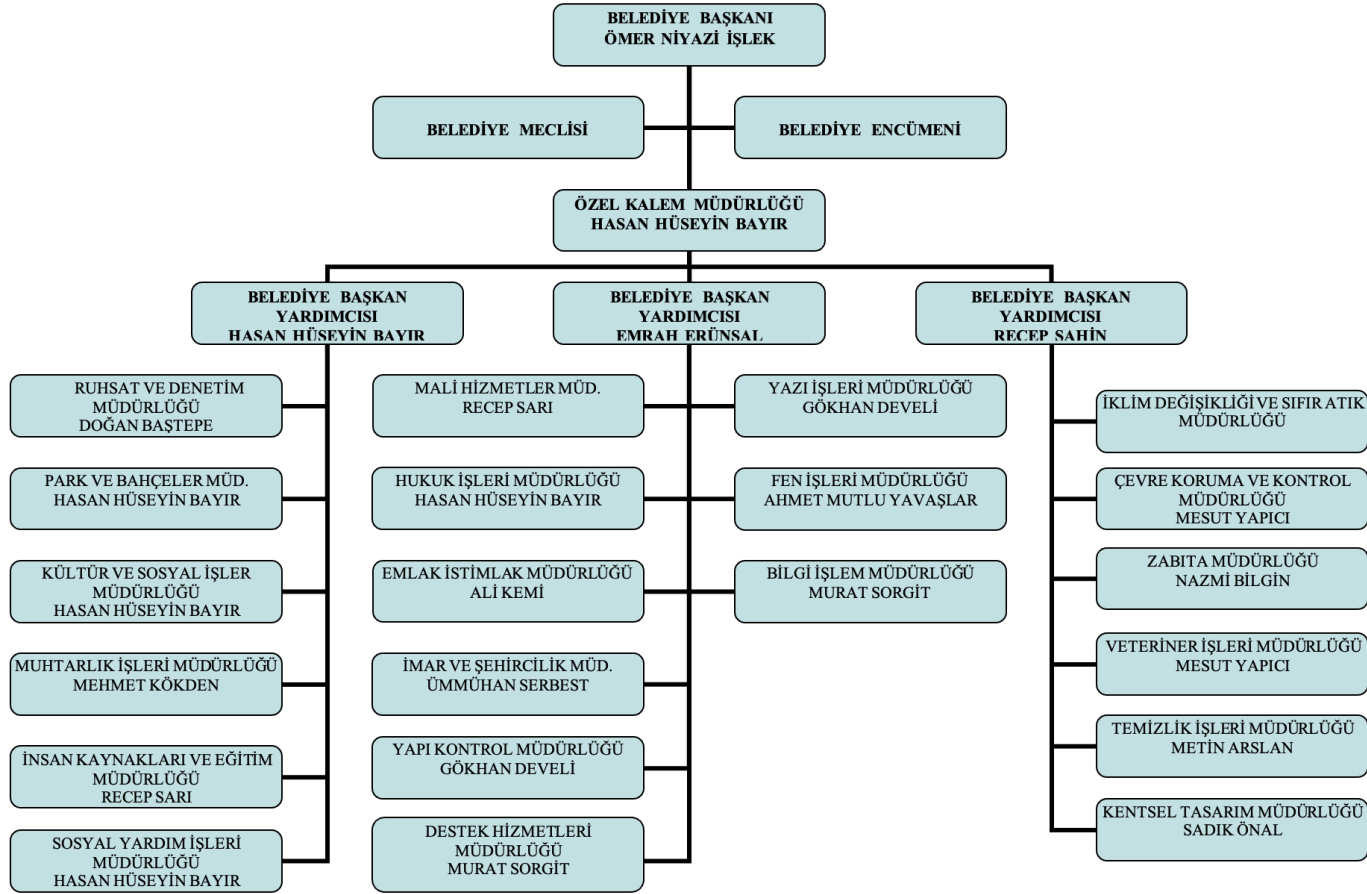 BELEDİYE BAŞKANI
ÖMER NİYAZİ İŞLEK
BELEDİYE MECLİSİ
BELEDİYE ENCÜMENİ
ÖZEL KALEM MÜDÜRLÜĞÜ
HASAN HÜSEYİN BAYIR
BELEDİYE BAŞKAN
YARDIMCISI
HASAN HÜSEYİN BAYIR
BELEDİYE BAŞKAN
YARDIMCISI
EMRAH ERÜNSAL
BELEDİYE BAŞKAN
YARDIMCISI
RECEP SAHİN
RUHSAT VE DENETİM
MÜDÜRLÜĞÜ
DOĞAN BAŞTEPE
PARK VE BAHÇELER MÜD.
HASAN HÜSEYİN BAYIR
KÜLTÜR VE SOSYAL İŞLER
MÜDÜRLÜĞÜ
HASAN HÜSEYİN BAYIR
MUHTARLIK İŞLERİ MÜDÜRLÜĞÜ
MEHMET KÖKDEN
İNSAN KAYNAKLARI VE EĞİTİM
MÜDÜRLÜĞÜ
RECEP SARI
SOSYAL YARDIM İŞLERİ
MÜDÜRLÜĞÜ
HASAN HÜSEYİN BAYIR
MALİ HİZMETLER MÜD.
RECEP SARI
HUKUK İŞLERİ MÜDÜRLÜĞÜ
HASAN HÜSEYİN BAYIR
EMLAK İSTİMLAK MÜDÜRLÜĞÜ
ALİ KEMİ
İMAR VE ŞEHİRCİLİK MÜD.
ÜMMÜHAN SERBEST
YAPI KONTROL MÜDÜRLÜĞÜ
GÖKHAN DEVELİ
DESTEK HİZMETLERİ
MÜDÜRLÜĞÜ
MURAT SORGİT
YAZI İŞLERİ MÜDÜRLÜĞÜ
GÖKHAN DEVELİ
FEN İŞLERİ MÜDÜRLÜĞÜ
AHMET MUTLU YAVAŞLAR
BİLGİ İŞLEM MÜDÜRLÜĞÜ
MURAT SORGİT
İKLİM DEĞİŞİKLİĞİ VE SIFIR ATIK
MÜDÜRLÜĞÜ
ÇEVRE KORUMA VE KONTROL
MÜDÜRLÜĞÜ
MESUT YAPICI
ZABITA MÜDÜRLÜĞÜ
NAZMİ BİLGİN
VETERİNER İŞLERİ MÜDÜRLÜĞÜ
MESUT YAPICI
TEMİZLİK İŞLERİ MÜDÜRLÜĞÜ
METİN ARSLAN
KENTSEL TASARIM MÜDÜRLÜĞÜ
SADIK ÖNAL